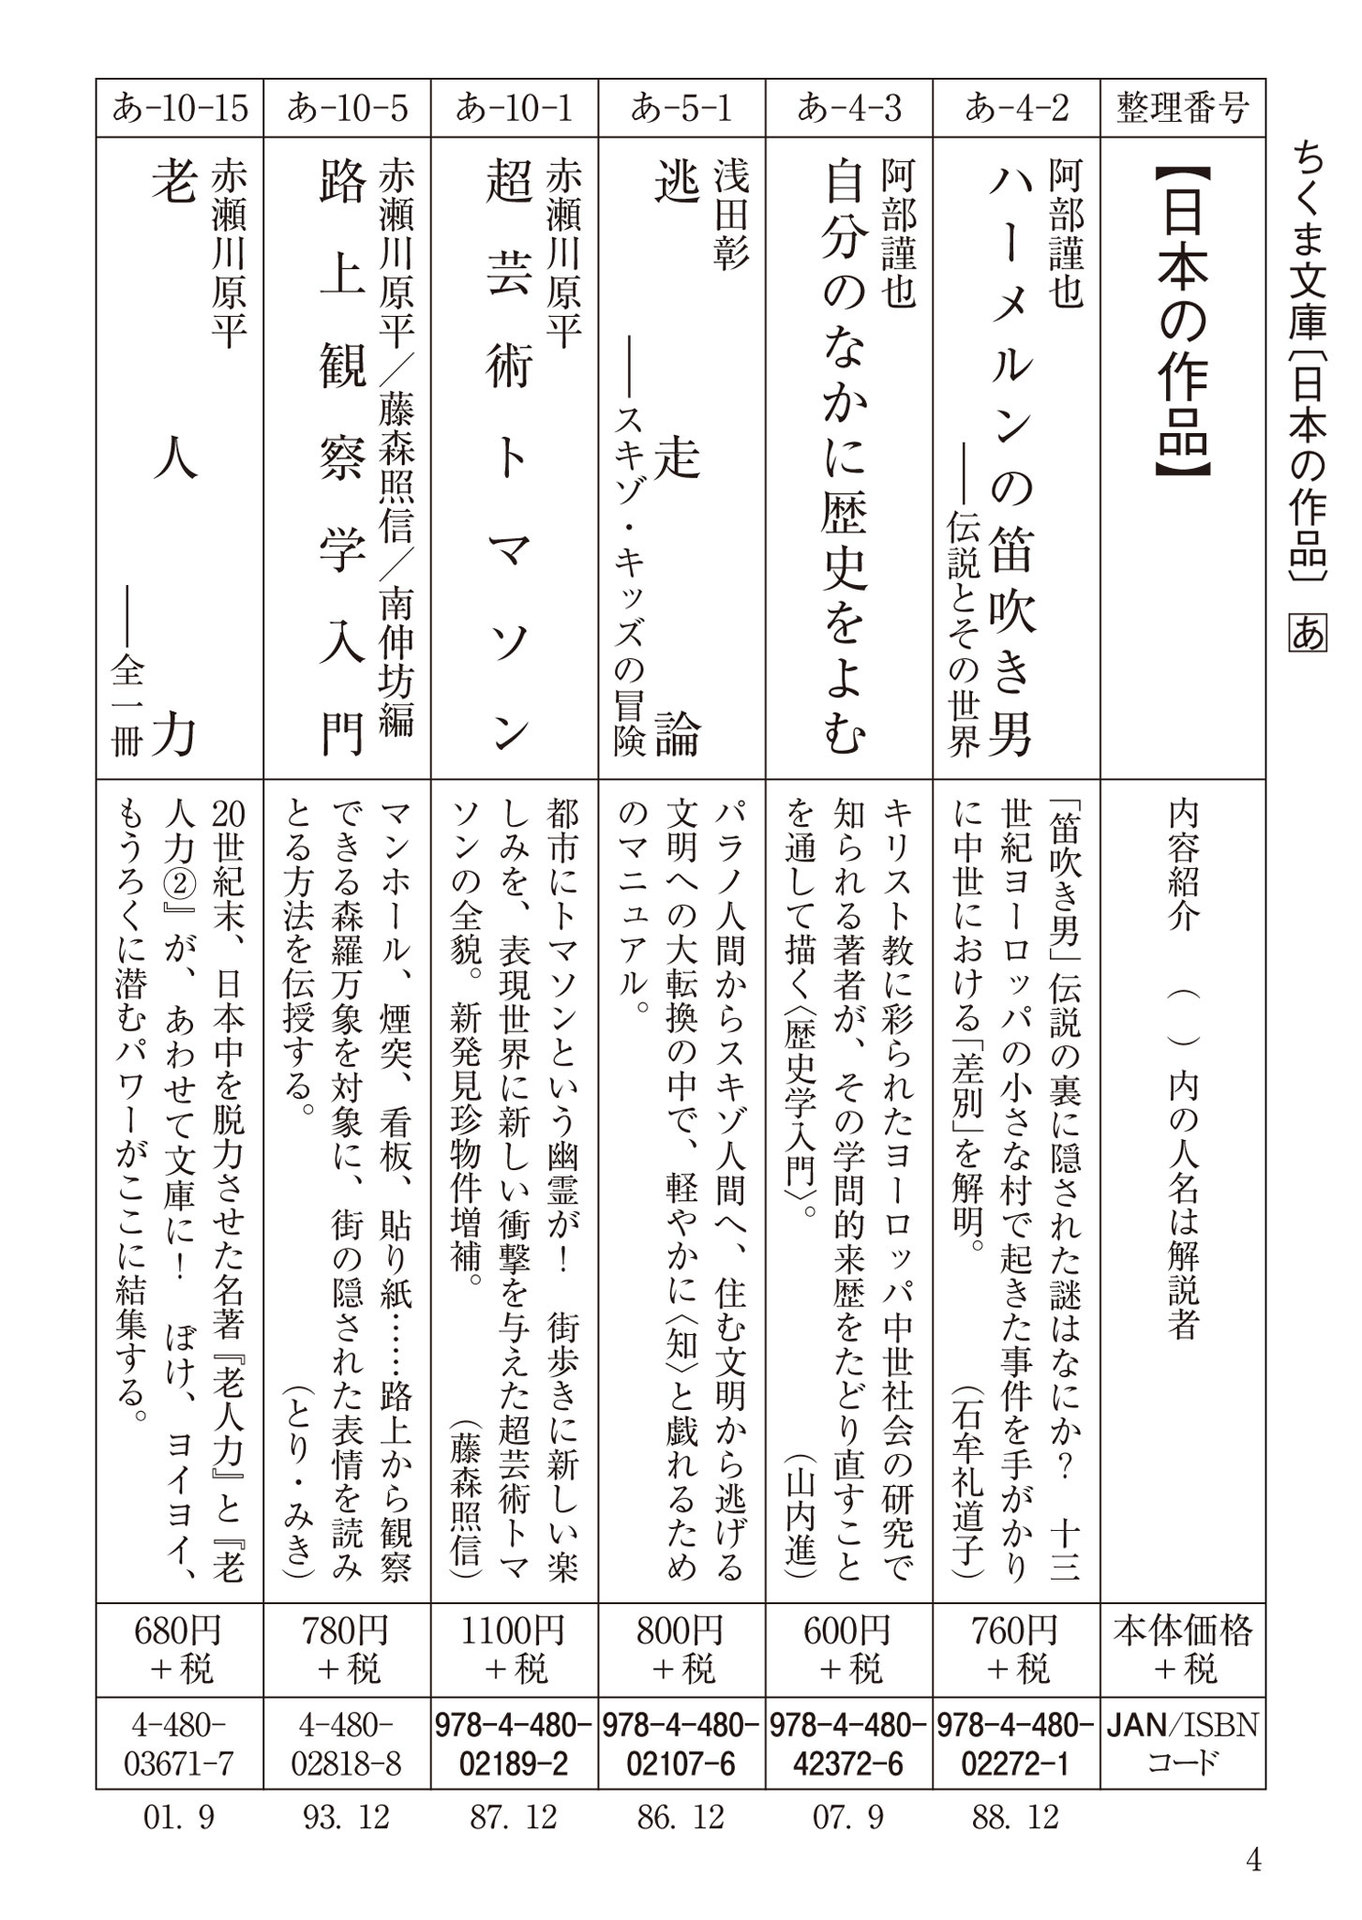 ちくま文庫〔日本の作品〕 あ
整理番号
【日本の作品】
内容紹介 （ ）内の人名は解説者
本体価格
＋税
JAN/ISBN
コード
あ-4-2
阿部謹也
ハーメルンの笛吹き男
――伝説とその世界
「笛吹き男」伝説の裏に隠された謎はなにか？ 十三
世紀ヨーロッパの小さな村で起きた事件を手がかり
に中世における「差別」を解明。 （石牟礼道子）
760円
＋税
978-4-480-
02272-1
88. 12
あ-4-3
阿部謹也
自分のなかに歴史をよむ
キリスト教に彩られたヨーロッパ中世社会の研究で
知られる著者が、その学問的来歴をたどり直すこと
を通して描く〈歴史学入門〉。 （山内進）
600円
＋税
978-4-480-
42372-6
07. 9
あ-5-1
浅田彰
逃走論
――スキゾ・キッズの冒険
パラノ人間からスキゾ人間へ、住む文明から逃げる
文明への大転換の中で、軽やかに〈知〉と戯れるため
のマニュアル。
800円
＋税
978-4-480-
02107-6
86. 12
あ-10-1
赤瀬川原平
超芸術トマソン
都市にトマソンという幽霊が！ 街歩きに新しい楽
しみを、表現世界に新しい衝撃を与えた超芸術トマ
ソンの全貌。新発見珍物件増補。 （藤森照信）
1100円
＋税
978-4-480-
02189-2
87. 12
あ-10-5
赤瀬川原平／藤森照信／南伸坊編
路上観察学入門
マンホール、煙突、看板、貼り紙……路上から観察
できる森羅万象を対象に、街の隠された表情を読み
とる方法を伝授する。 （とり・みき）
780円
＋税
4-480-
02818-8
93. 12
あ-10-15
赤瀬川原平
老人力
――全一冊
20世紀末、日本中を脱力させた名著『老人力』と『老
人力②』が、あわせて文庫に！ ぼけ、ヨイヨイ、
もうろくに潜むパワーがここに結集する。
680円
＋税
4-480-
03671-7
01. 9
4